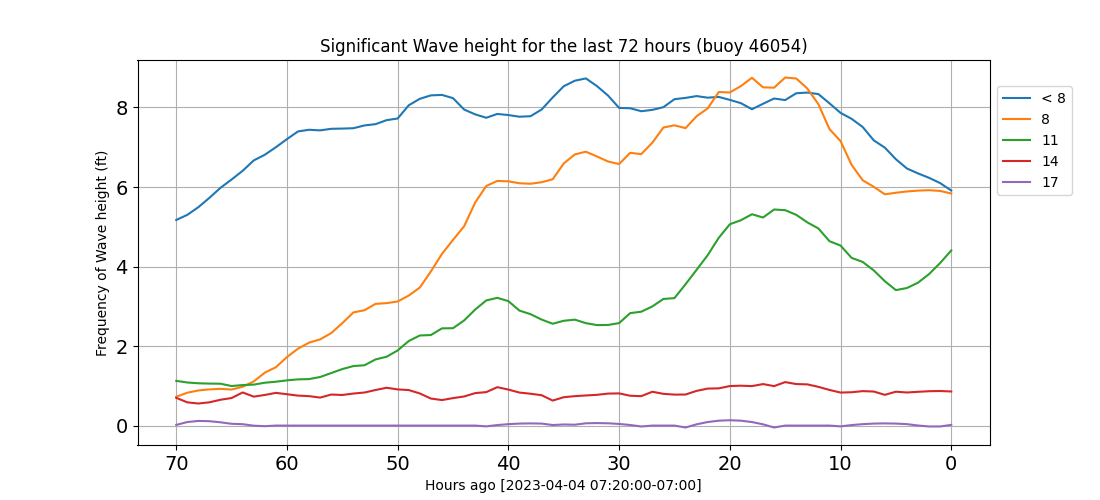 Significant Wave height for the last 72 hours (buoy 46054)
Frequency of Wave height (ft)
8
6
4
2
0
70 60 50 40 30 20 10 0
Hours ago [2023-04-04 07:20:00-07:00]
< 8
8
11
14
17